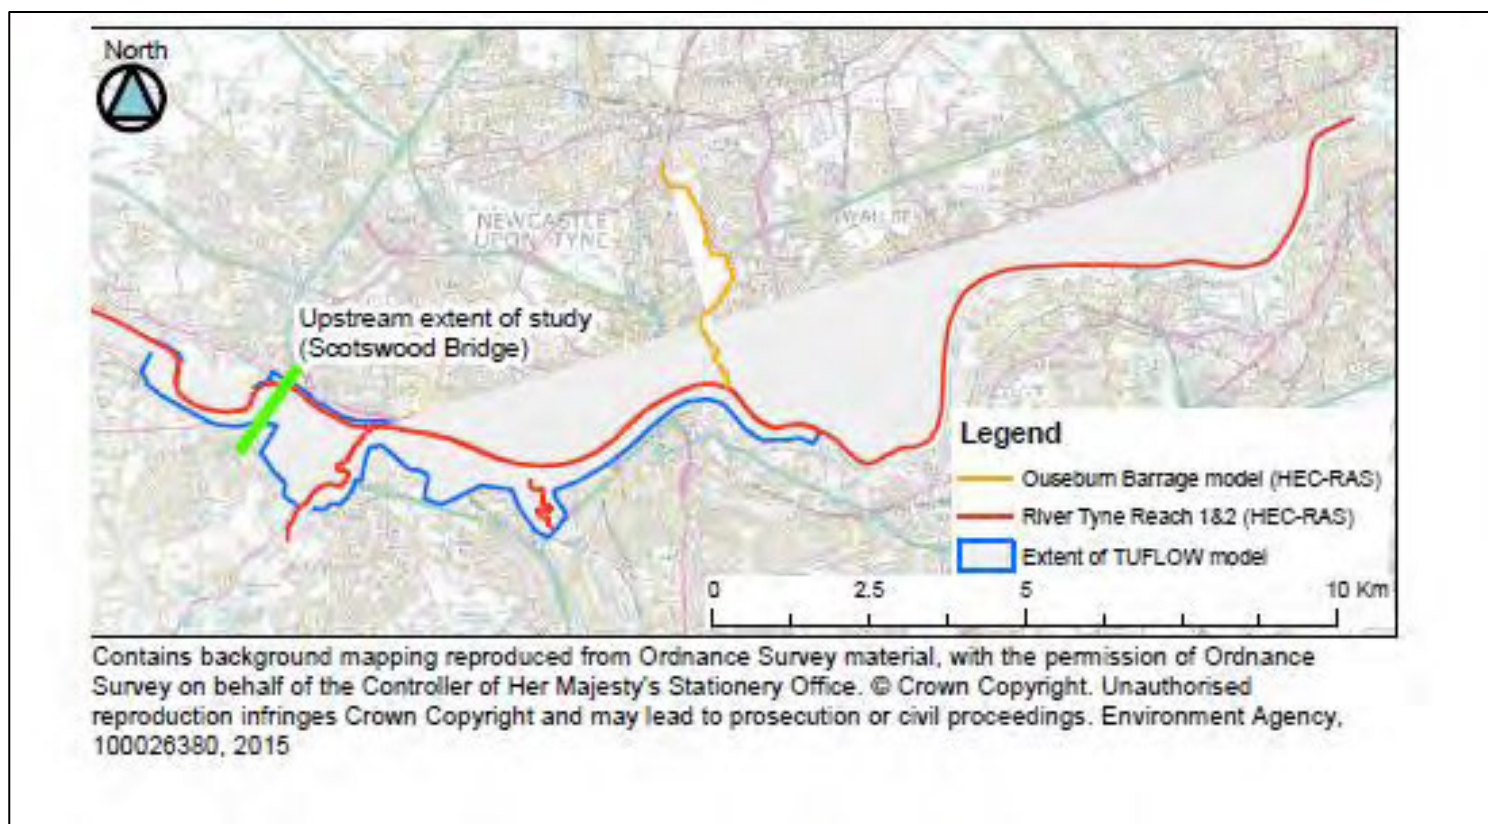 North
NEWCASTLE
UPON TYNE
Upstream extent of study
(Scotswood Bridge)
Legend
Ouseburn Barrage model (HEC-RAS)
River Tyne Reach 1&2 (HEC-RAS)
Extent of TUFLOW model
0 2.5 5 10 Km
Contains background mapping reproduced from Ordnance Survey material, with the permission of Ordnance
Survey on behalf of the Controller of Her Majesty's Stationery Office. © Crown Copyright. Unauthorised
reproduction infringes Crown Copyright and may lead to prosecution or civil proceedings. Environment Agency,
100026380, 2015